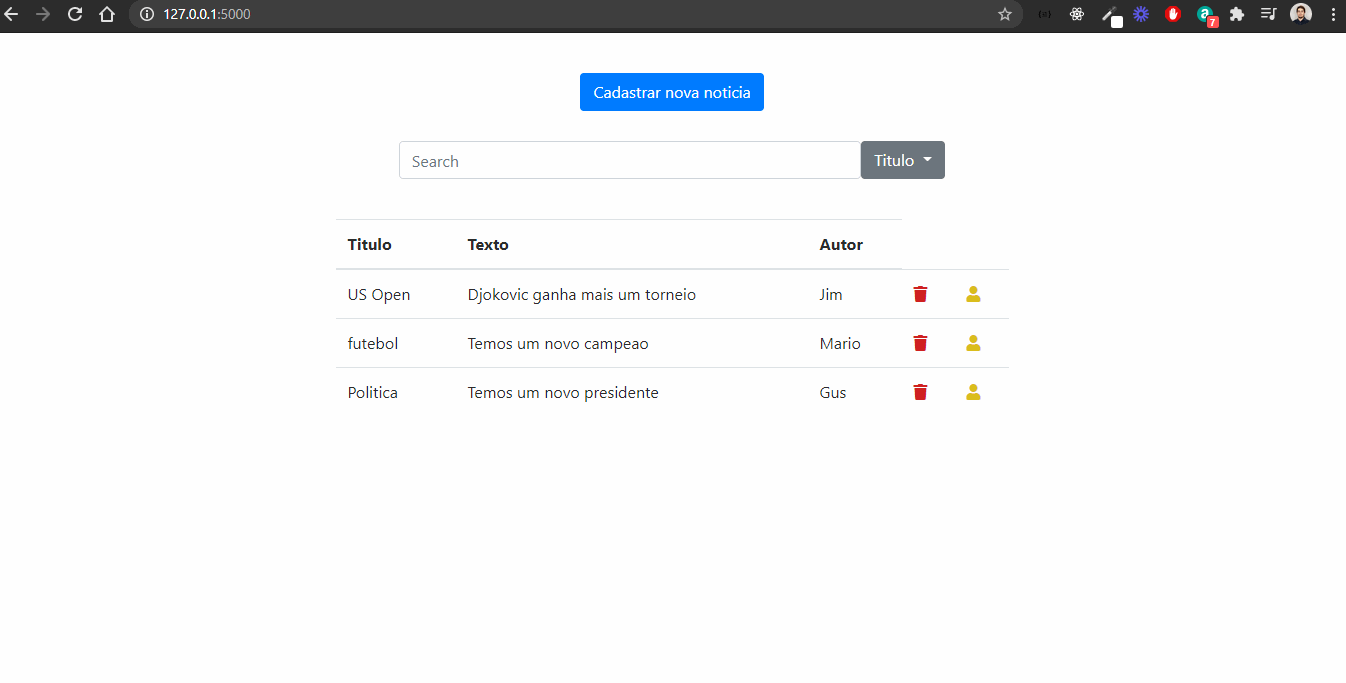 127.0.0.1:5000
7
Cadastrar nova noticia
Search
Titulo
Titulo Texto Autor
US Open Djokovic ganha mais um torneio Jim
futebol Temos um novo campeao Mario
Politica Temos um novo presidente Gus